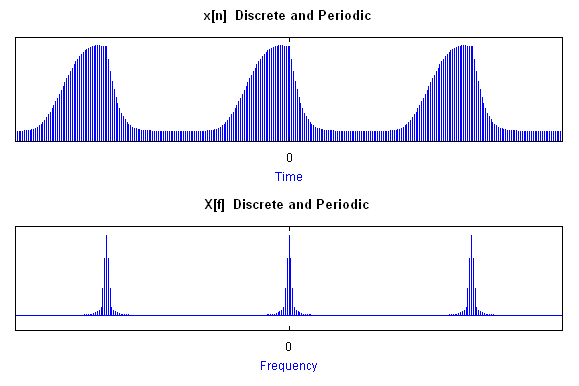 x[n] Discrete and Periodic
0
Time
X[f] Discrete and Periodic
0
Frequency